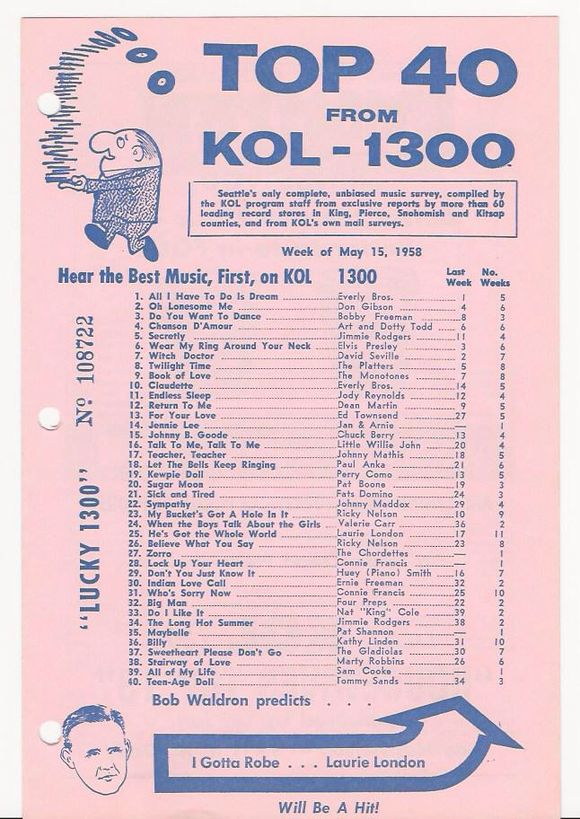 TOP 40
FROM
KOL - 1300
Seattle's only complete, unbiased music survey, compiled by
the KOL program staff from exclusive reports by more than 60
leading record stores in King, Pierce, Snohomish and Kitsap
counties, and from KOL's own mail surveys.
Week of May 15, 1958
Hear the Best Music, First, on KOL 1300 Last Week No. Weeks
1. All I Have To Do Is Dream Everly Bros. 1 5
2. Oh Lonesome Me Don Gibson 4 6
3. Do You Want To Dance Bobby Freeman 8 3
4. Chanson D'Amour Art and Dotty Todd 6 6
5. Secretly Jimmie Rodgers 11 4
6. Wear My Ring Around Your Neck Elvis Presley 3 6
7. Witch Doctor David Seville 2 7
8. Twilight Time The Platters 5 8
9. Book of Love The Monotones 7 8
10. Claudette Everly Bros. 14 5
11. Endless Sleep Jody Reynolds 12 4
12. Return To Me Dean Martin 9 5
13. For Your Love Ed Townsend 27 5
14. Jennie Lee Jan & Arnie — 1
15. Johnny B. Goode Chuck Berry 13 4
16. Talk To Me, Talk To Me Little Willie John 20 4
17. Teacher, Teacher Johnny Mathis 18 5
18. Let The Bells Keep Ringing Paul Anka 21 6
19. Kewpie Doll Perry Como 13 5
20. Sugar Moon Pat Boone 19 3
21. Sick and Tired Fats Domino 24 3
22. Sympathy Johnny Maddox 29 4
23. My Bucket's Got A Hole In It Ricky Nelson 10 9
24. When the Boys Talk About the Girls Valerie Carr 36 2
25. He's Got the Whole World Laurie London 17 11
26. Believe What You Say Ricky Nelson 23 8
27. Zorro The Chordettes — 1
28. Lock Up Your Heart Connie Francis — 1
29. Don't You Just Know It Huey (Piano) Smith 16 7
30. Indian Love Call Ernie Freeman 32 2
31. Who's Sorry Now Connie Francis 25 10
32. Big Man Four Preps 22 2
33. Do I Like It Nat "King" Cole 39 2
34. The Long Hot Summer Jimmie Rodgers 38 2
35. Maybelle Pat Shannon — 1
36. Billy Kathy Linden 31 10
37. Sweetheart Please Don't Go The Gladiolas 30 7
38. Stairway of Love Marty Robbins 26 6
39. All of My Life Sam Cooke — 1
40. Teen-Age Doll Tommy Sands 34 3
"LUCKY 1300" Nº 108722
Bob Waldron predicts . . .
I Gotta Robe . . . Laurie London
Will Be A Hit!